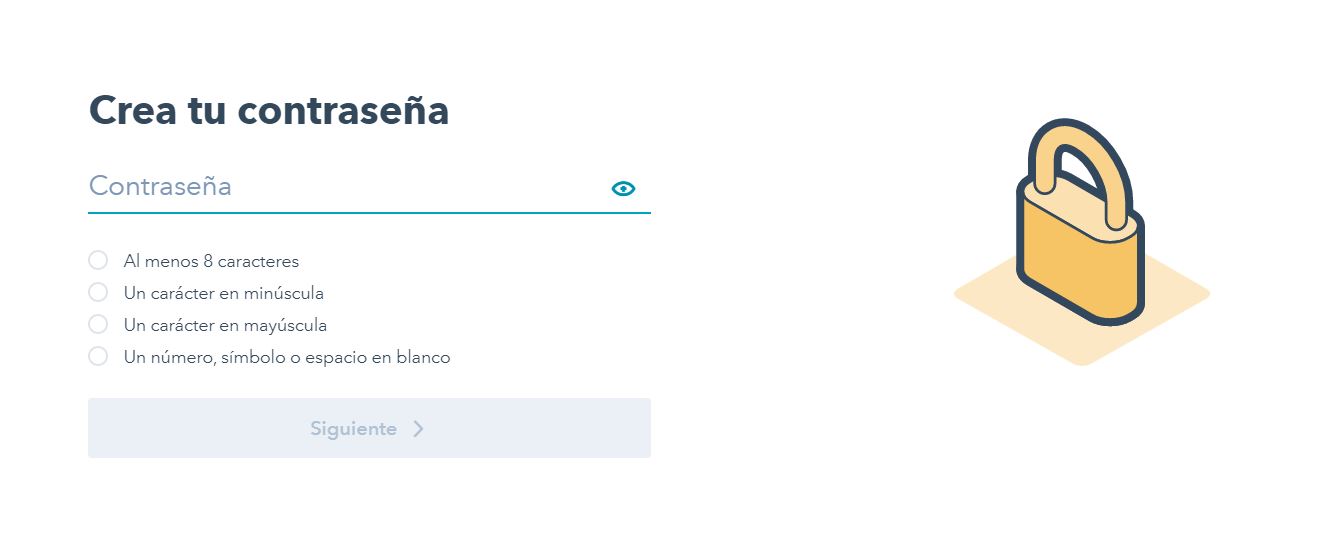 Crea tu contraseña
Contraseña
Al menos 8 caracteres
Un carácter en minúscula
Un carácter en mayúscula
Un número, símbolo o espacio en blanco
Siguiente